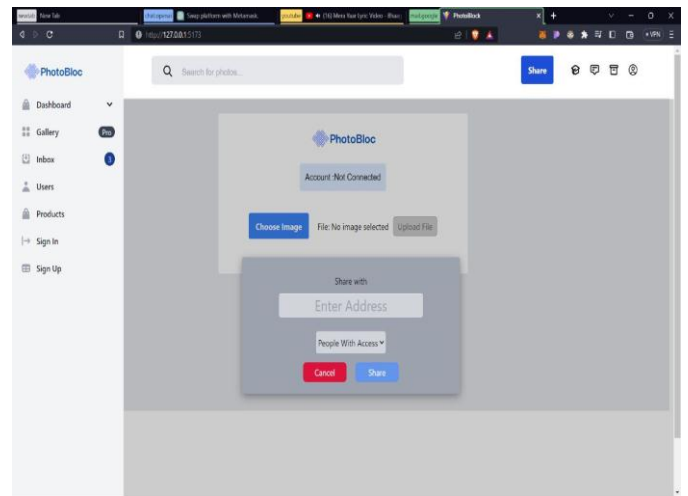 New Tab
Swap platform with Metamask.
youtube
PhotoBlock
http://127.0.0.1:5173
VPN
PhotoBloc
Search for photos...
Share
Dashboard
Gallery Pro
Inbox 3
Users
Products
Sign In
Sign Up
PhotoBloc
Account :Not Connected
Choose Image File: No image selected Upload File
Share with
Enter Address
People With Access
Cancel Share